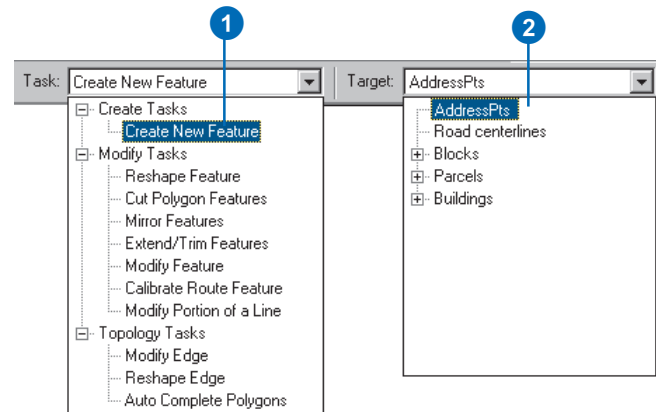 1 2
Task: Create New Feature Target: AddressPts
Create Tasks
Create New Feature
Modify Tasks
Reshape Feature
Cut Polygon Features
Mirror Features
Extend/Trim Features
Modify Feature
Calibrate Route Feature
Modify Portion of a Line
Topology Tasks
Modify Edge
Reshape Edge
Auto Complete Polygons
AddressPts
Road centerlines
Blocks
Parcels
Buildings